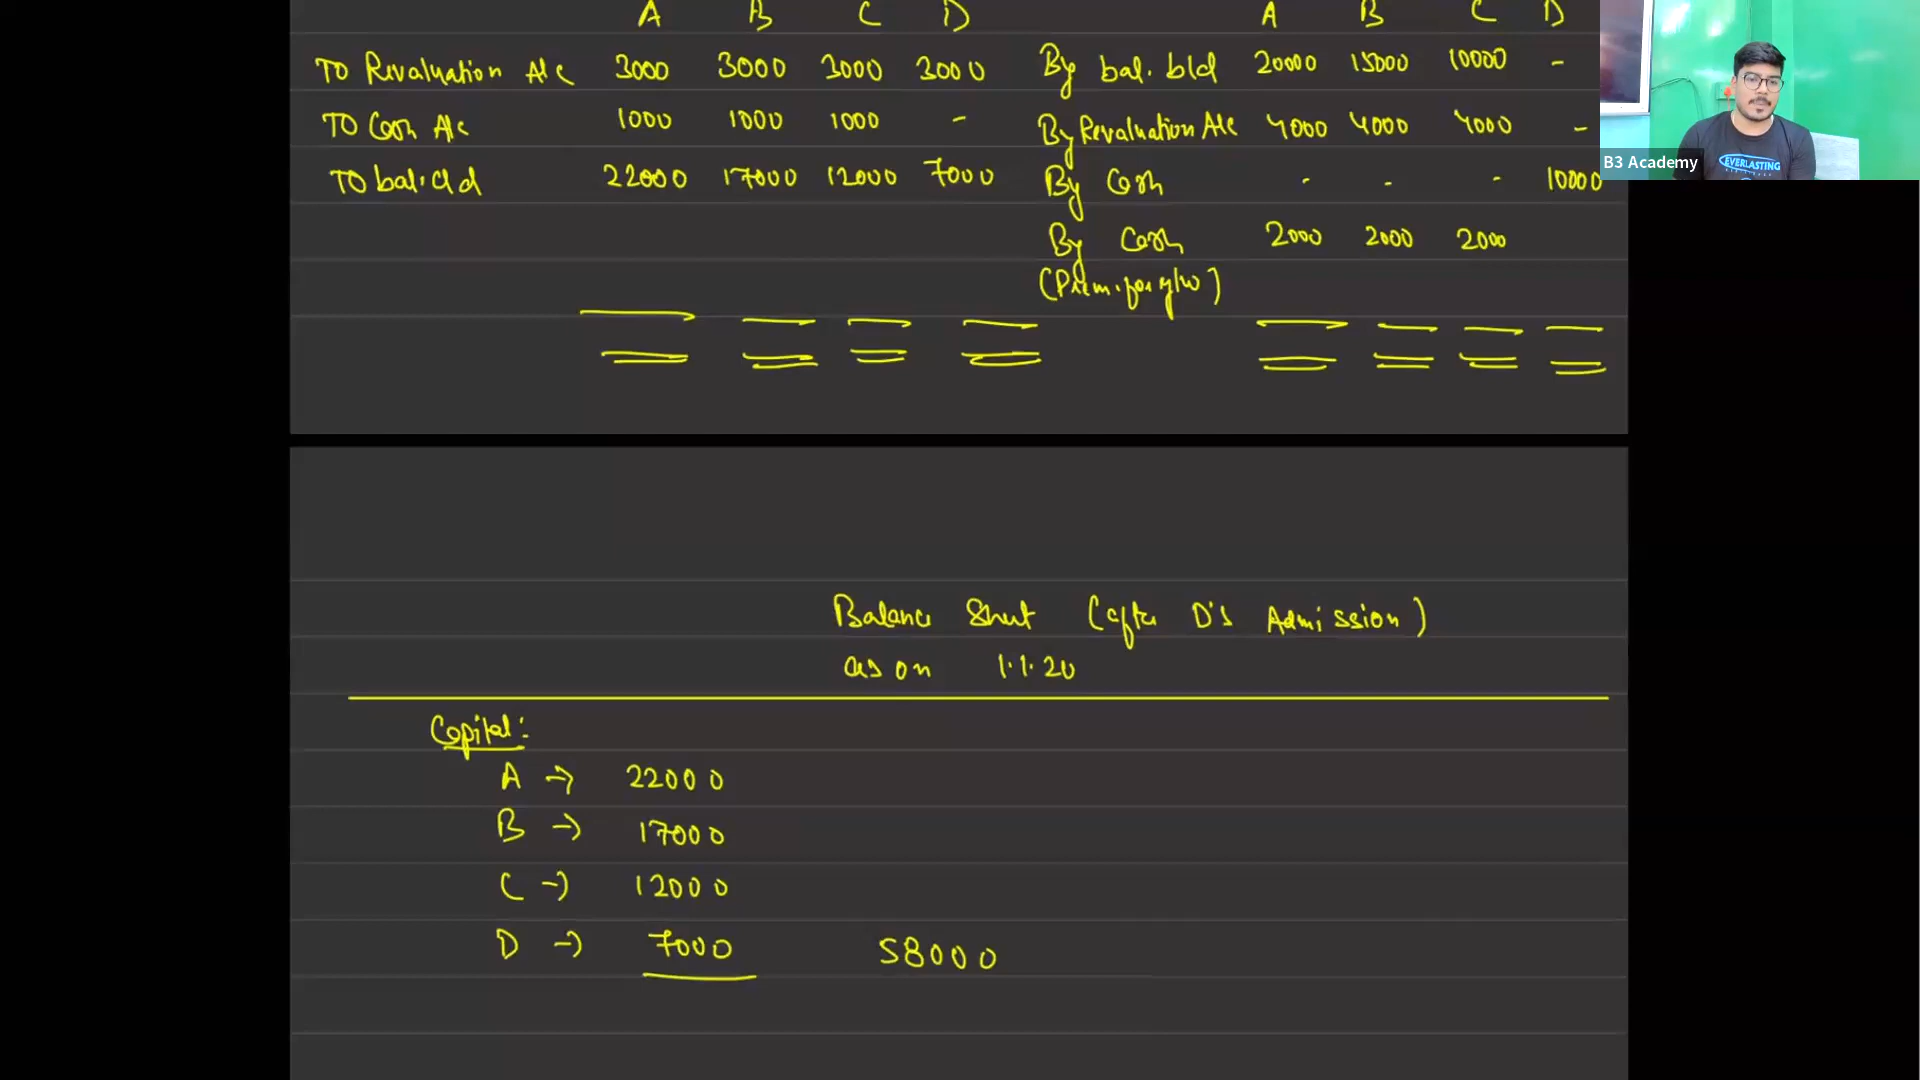 A B C D A B C D
To Revaluation A/c 3000 3000 3000 3000 By bal. b/d 20000 15000 10000 -
To Cash A/c 1000 1000 1000 - By Revaluation A/c 4000 4000 4000 -
To bal. c/d 22000 17000 12000 7000 By Cash - - - 10000
By Cash 2000 2000 2000
(Prem. for g/w)
EVERLASTING
B3 Academy
Balance Sheet (after D's Admission)
as on 1.1.20
Capital:
A → 22000
B → 17000
C → 12000
D → 7000 58000